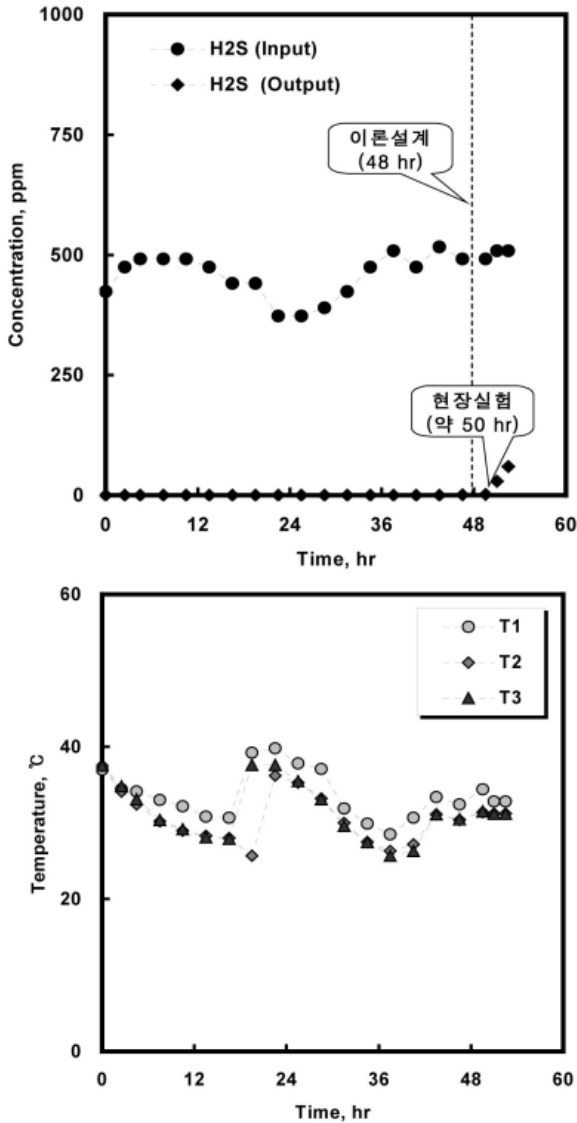 1000
H2S (Input)
H2S (Output)
이론설계
(48 hr)
750
Concentration, ppm
500
250
현장실험
(약 50 hr)
0
0 12 24 36 48 60
Time, hr
60
T1
T2
T3
40
Temperature, ℃
20
0
0 12 24 36 48 60
Time, hr